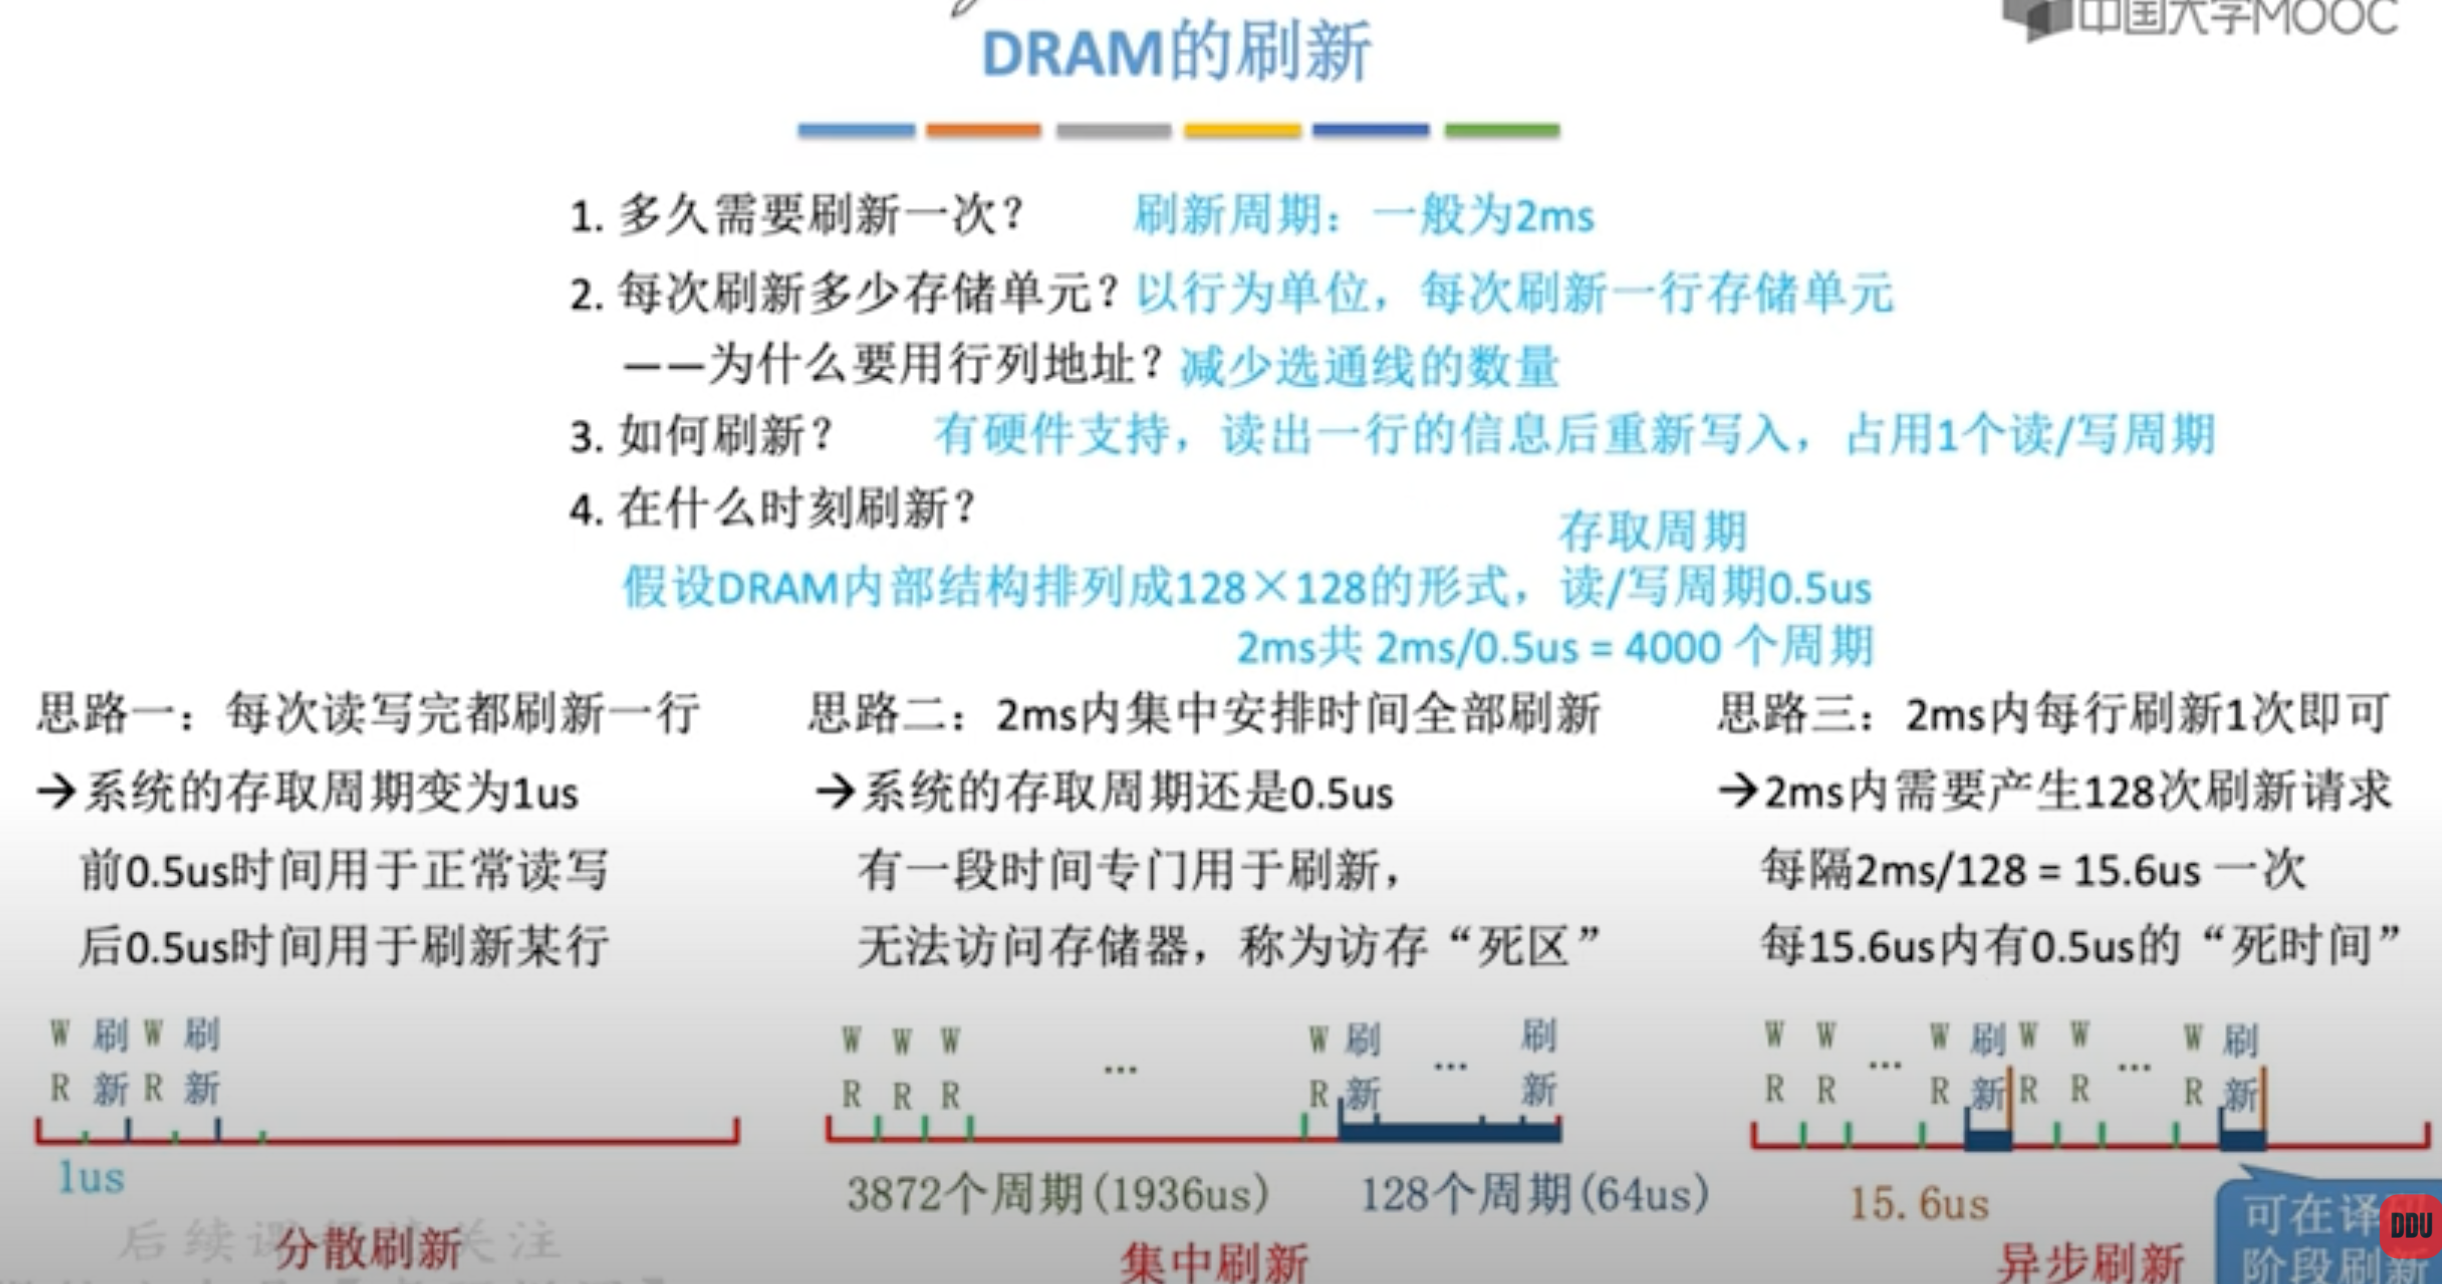 中国大学MOOC
DRAM的刷新
1. 多久需要刷新一次? 刷新周期：一般为2ms
2. 每次刷新多少存储单元? 以行为单位，每次刷新一行存储单元
——为什么要用行列地址? 减少选通线的数量
3. 如何刷新? 有硬件支持，读出一行的信息后重新写入，占用1个读/写周期
4. 在什么时刻刷新?
存取周期
假设DRAM内部结构排列成128×128的形式，读/写周期0.5us
2ms共 2ms/0.5us = 4000 个周期
思路一：每次读写完都刷新一行
→系统的存取周期变为1us
前0.5us时间用于正常读写
后0.5us时间用于刷新某行
W 刷 W 刷
R 新 R 新
1us
后续课 关注
分散刷新
思路二：2ms内集中安排时间全部刷新
→系统的存取周期还是0.5us
有一段时间专门用于刷新，
无法访问存储器，称为访存“死区”
W W W ... W 刷 ... 刷
R R R R 新 新
3872个周期(1936us) 128个周期(64us)
集中刷新
思路三：2ms内每行刷新1次即可
→2ms内需要产生128次刷新请求
每隔2ms/128 = 15.6us 一次
每15.6us内有0.5us的“死时间”
W W ... W 刷 W W ... W 刷
R R R 新 R R R 新
15.6us
异步刷新
可在译
阶段刷新
DDU